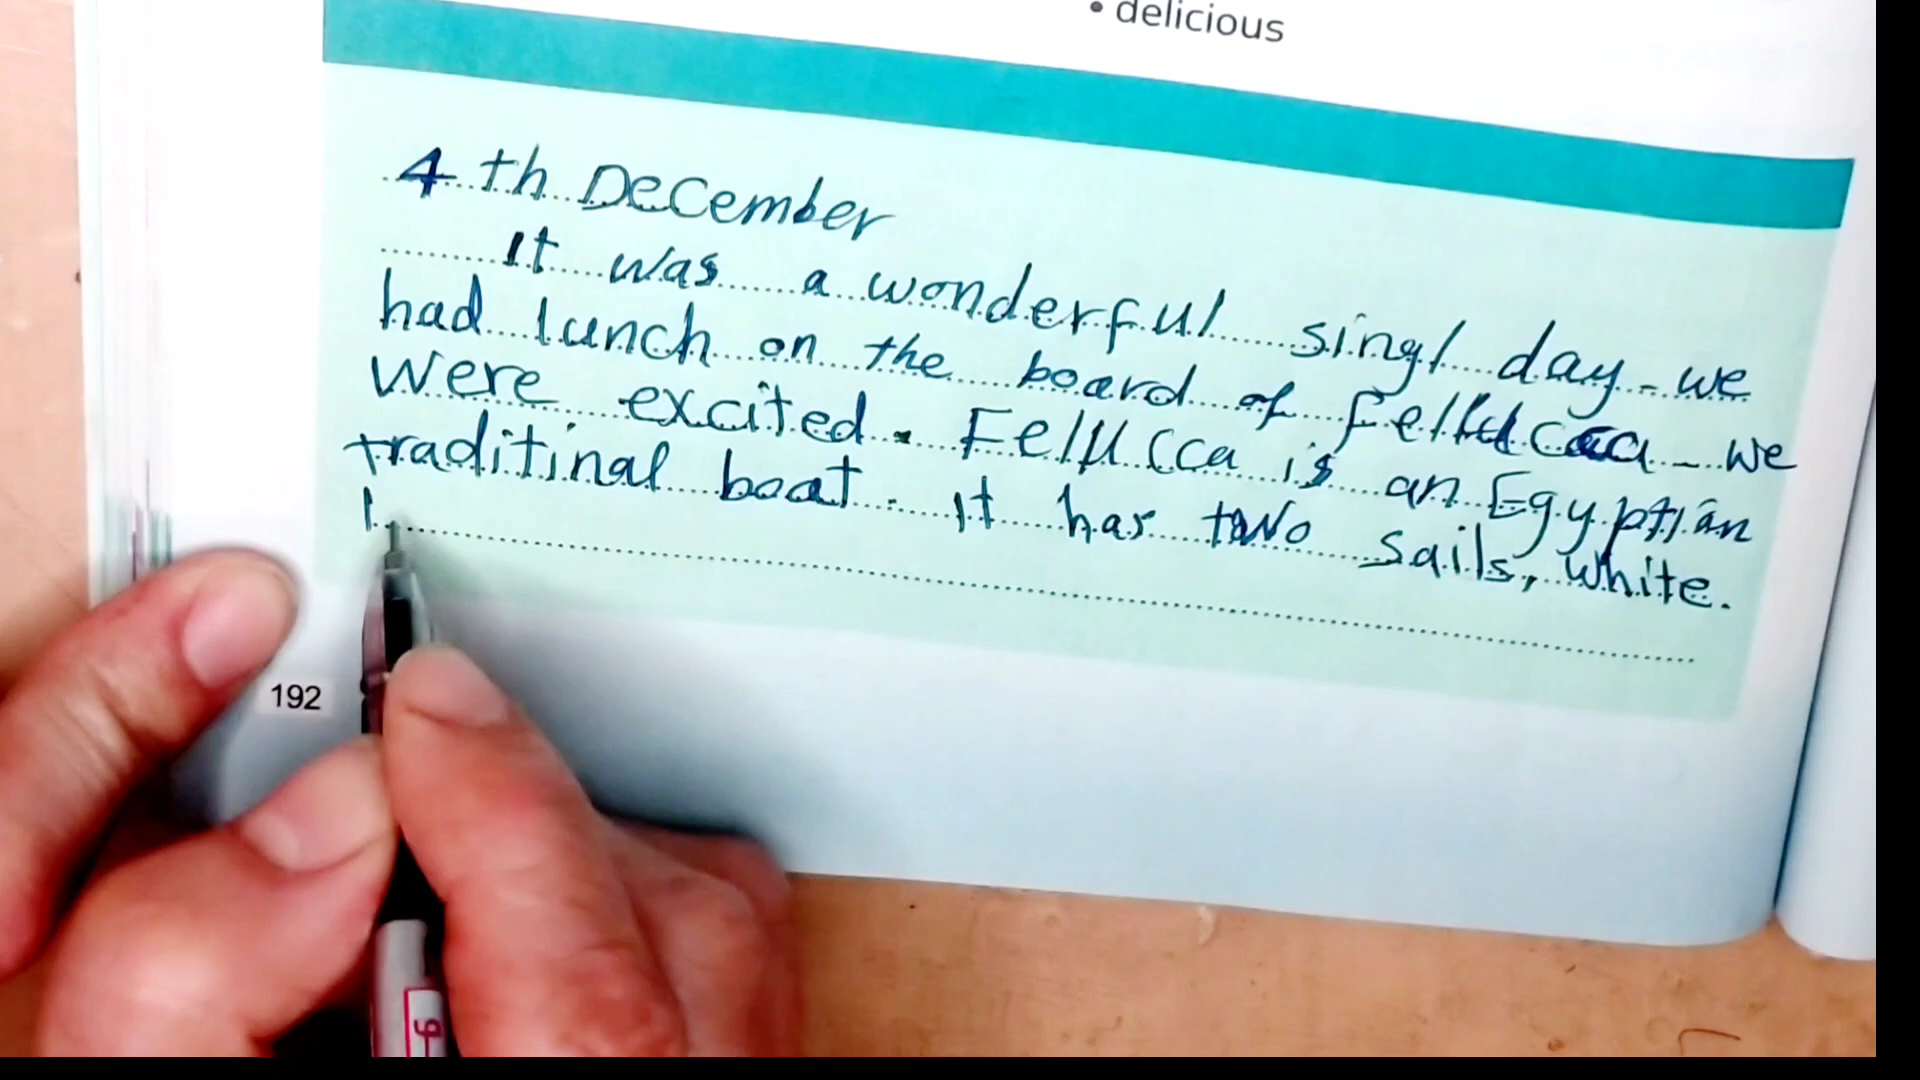 • delicious
4 th December
It was a wonderful singl day - we
had lunch on the board of Fellucca - we
were excited. Felucca is an Egyptian
traditinal boat. It has two sails, white.
I
192